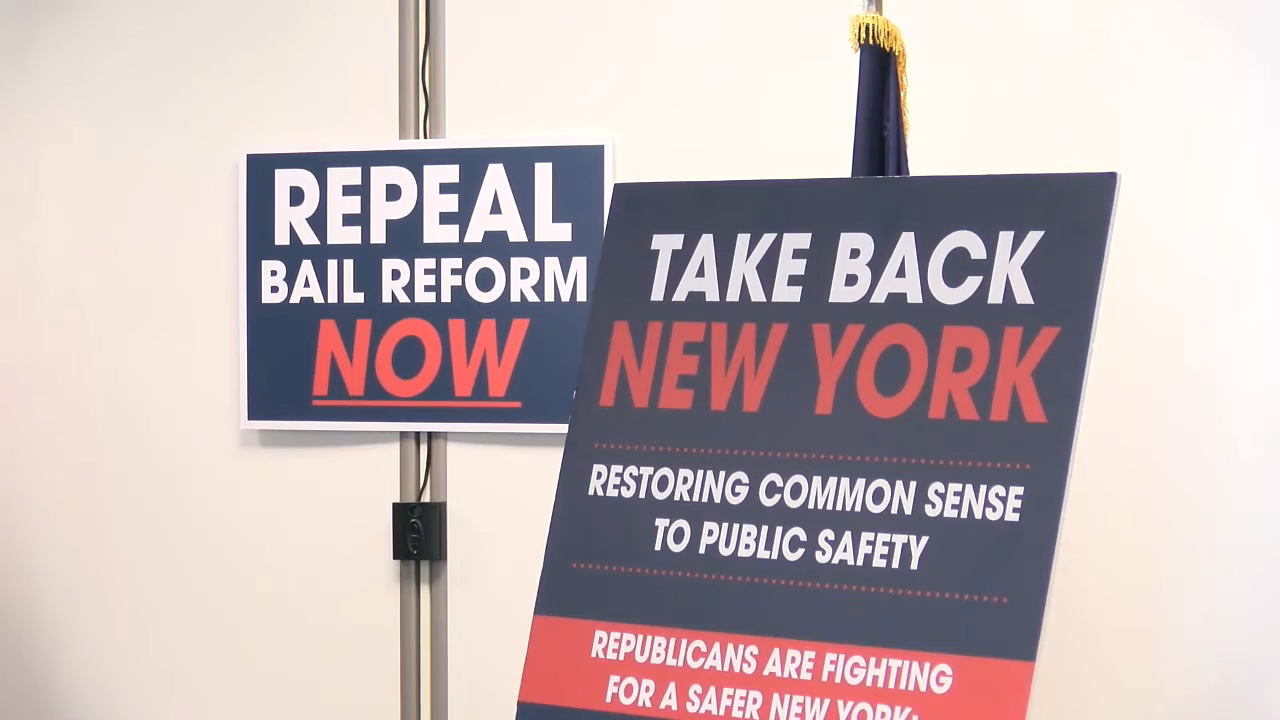 REPEAL
BAIL REFORM
NOW
TAKE BACK
NEW YORK
RESTORING COMMON SENSE
TO PUBLIC SAFETY
REPUBLICANS ARE FIGHTING
FOR A SAFER NEW YORK: